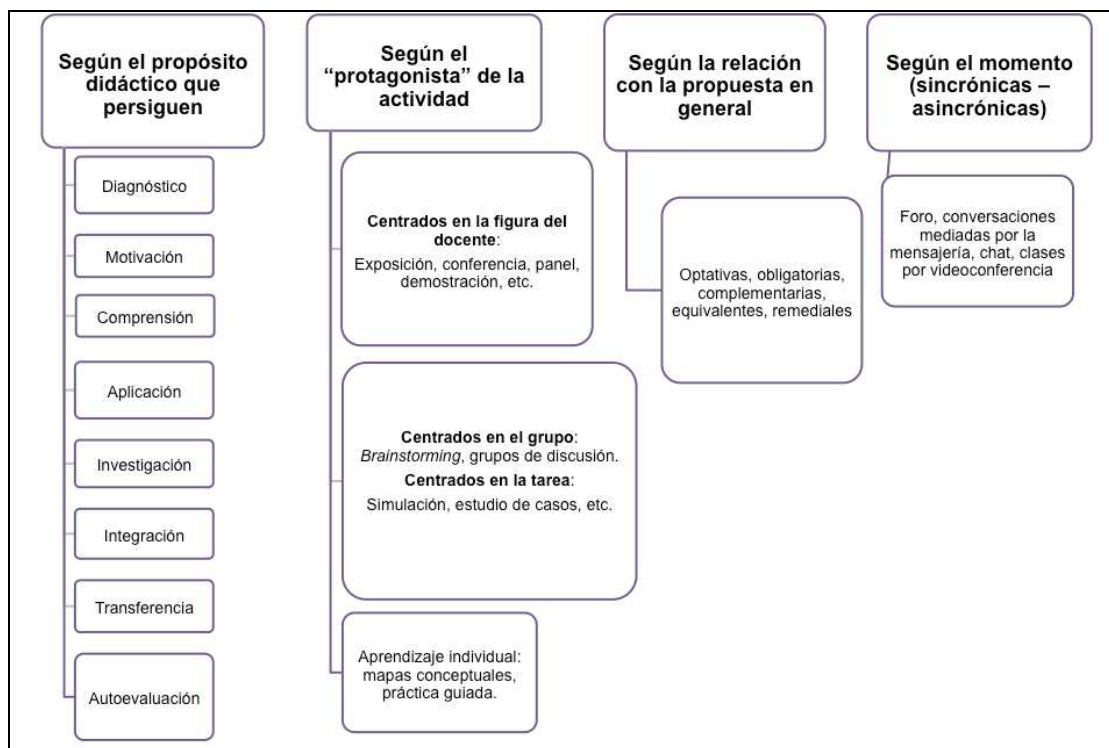 Según el propósito
didáctico que
persiguen
Diagnóstico
Motivación
Comprensión
Aplicación
Investigación
Integración
Transferencia
Autoevaluación
Según el
“protagonista” de la
actividad
Centrados en la figura del
docente:
Exposición, conferencia, panel,
demostración, etc.
Centrados en el grupo:
Brainstorming, grupos de discusión.
Centrados en la tarea:
Simulación, estudio de casos, etc.
Aprendizaje individual:
mapas conceptuales,
práctica guiada.
Según la relación
con la propuesta en
general
Optativas, obligatorias,
complementarias,
equivalentes, remediales
Según el momento
(sincrónicas –
asincrónicas)
Foro, conversaciones
mediadas por la
mensajería, chat, clases
por videoconferencia